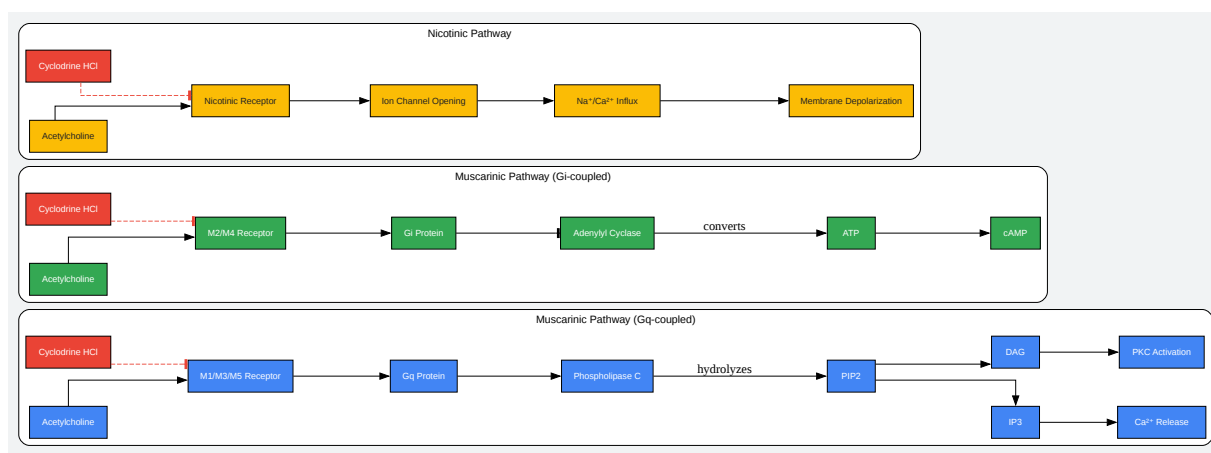 Nicotinic Pathway
Cyclodrine HCl
Nicotinic Receptor
Ion Channel Opening
Na⁺/Ca²⁺ Influx
Membrane Depolarization
Acetylcholine
Muscarinic Pathway (Gi-coupled)
Cyclodrine HCl
M2/M4 Receptor
Gi Protein
Adenylyl Cyclase
converts
ATP
cAMP
Acetylcholine
Muscarinic Pathway (Gq-coupled)
Cyclodrine HCl
M1/M3/M5 Receptor
Gq Protein
Phospholipase C
hydrolyzes
PIP2
DAG
PKC Activation
Acetylcholine
IP3
Ca²⁺ Release